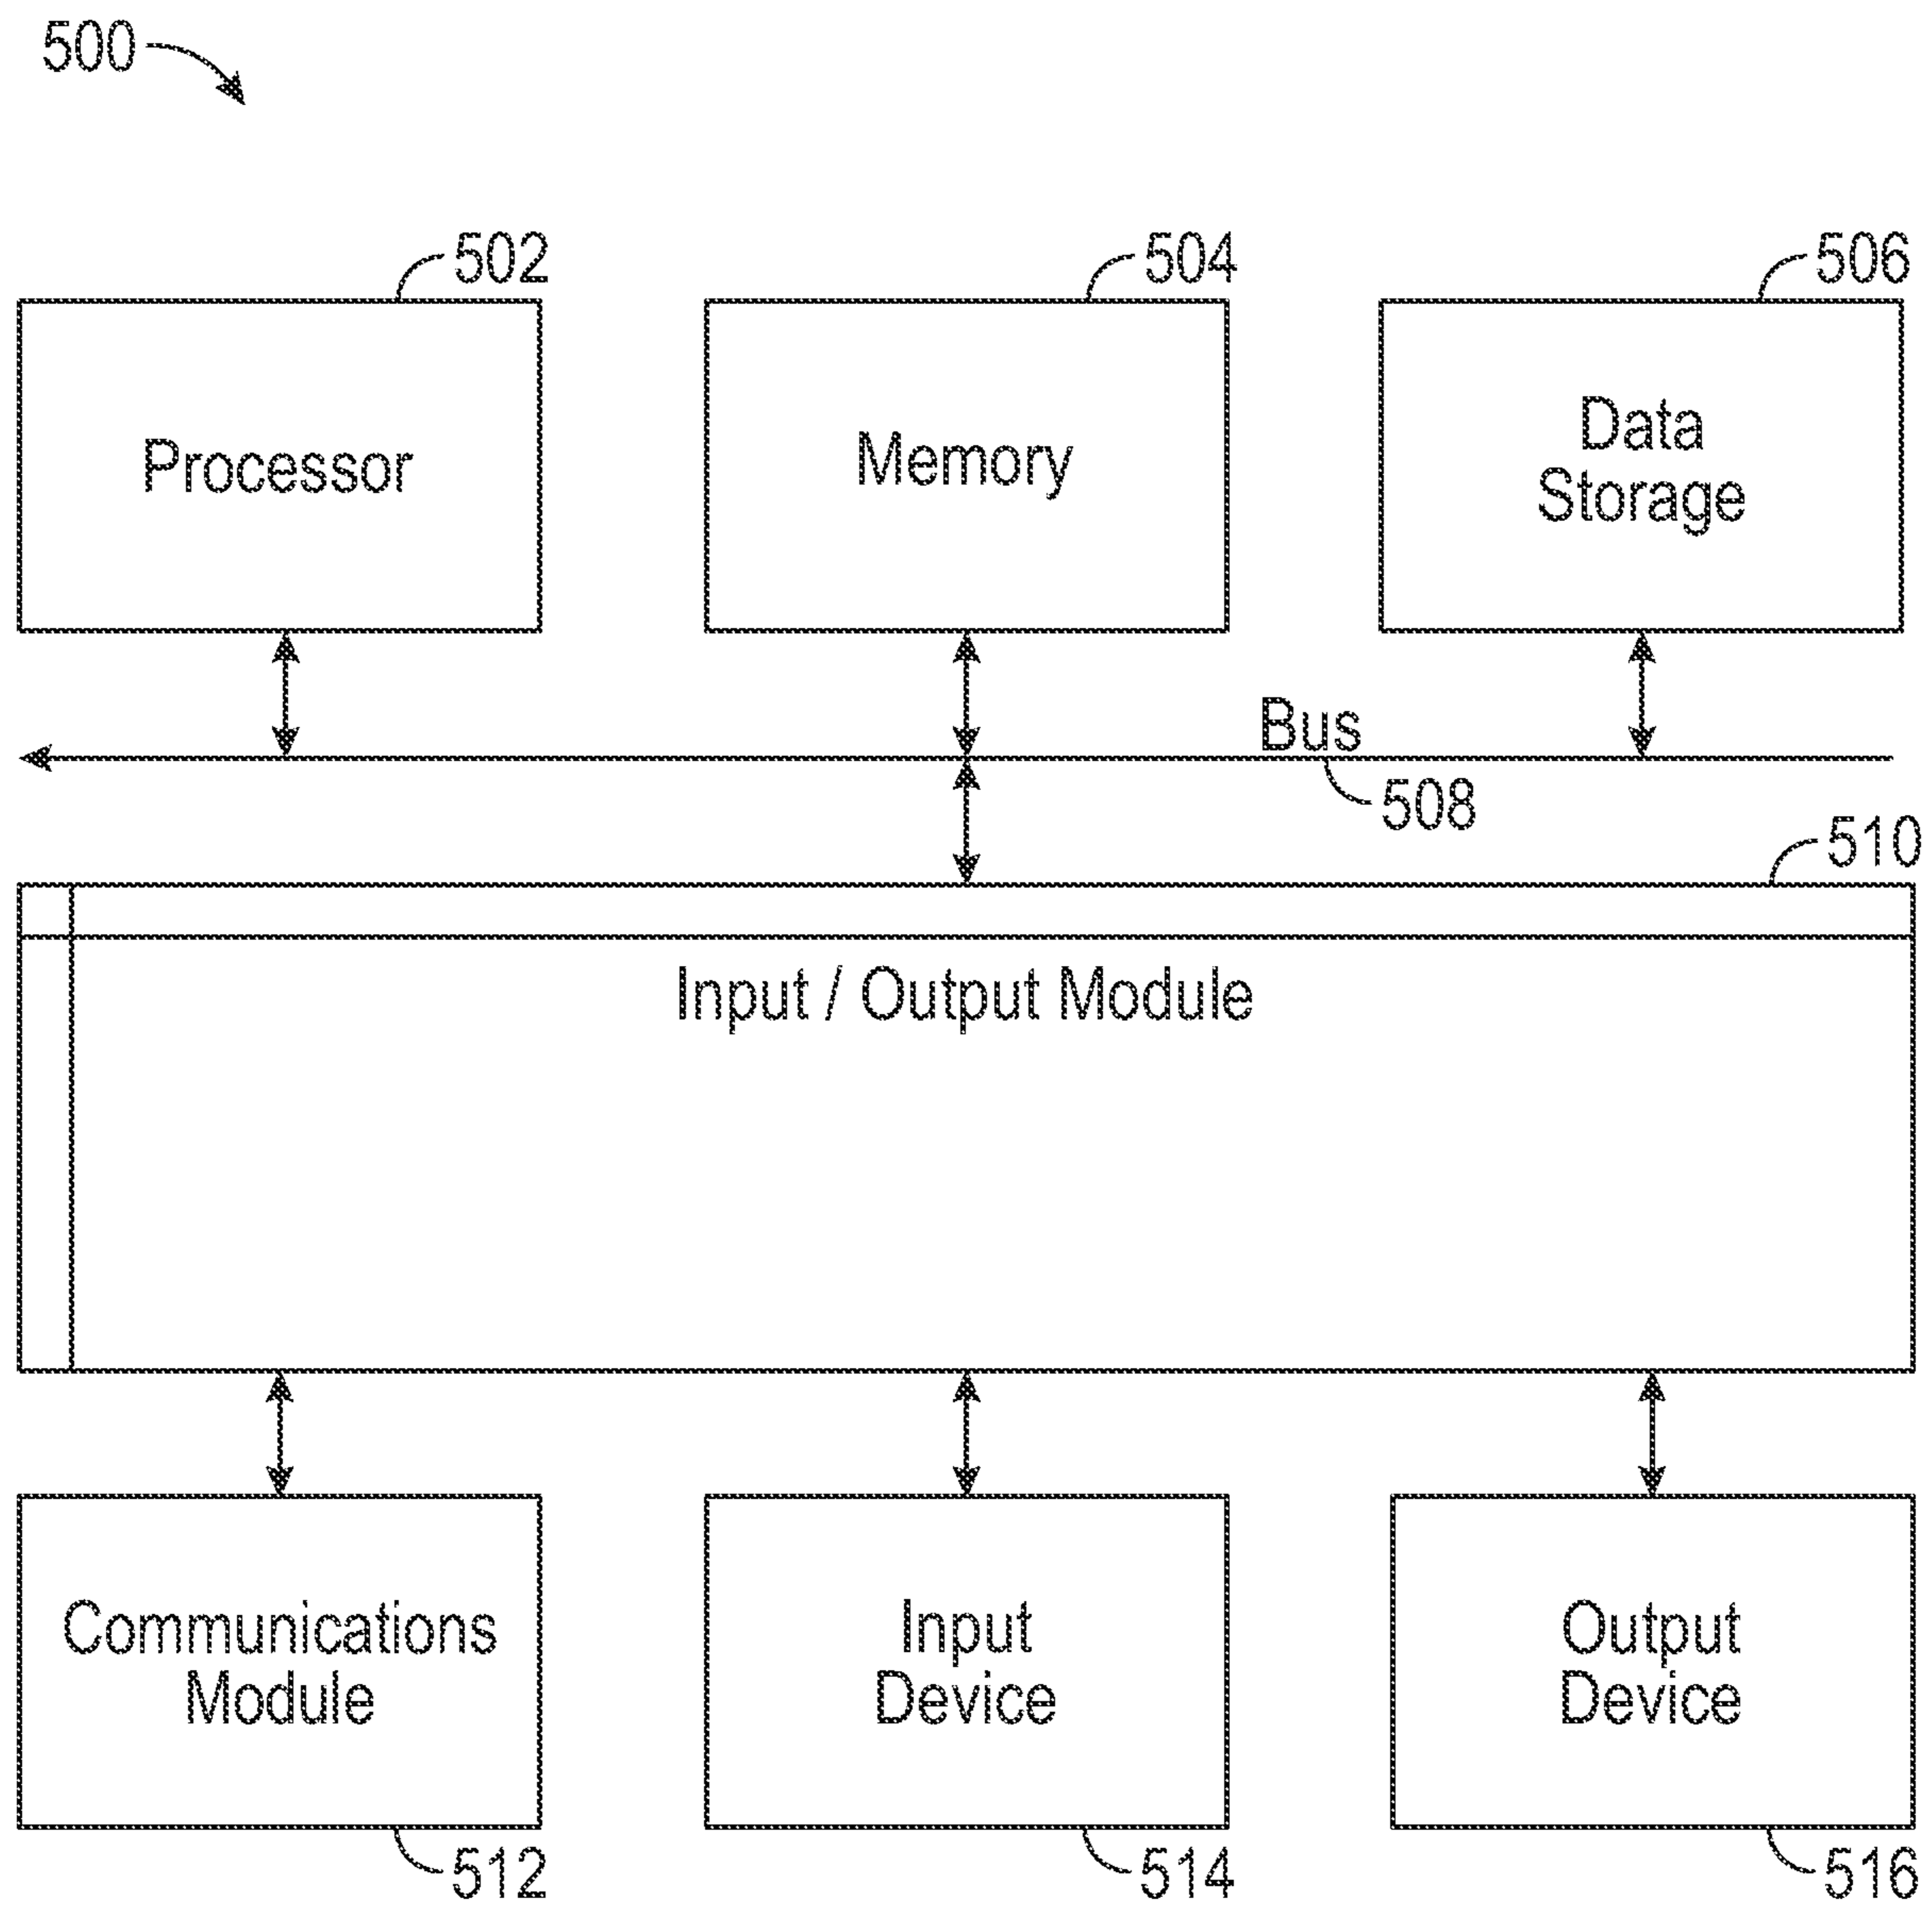 500
502
504
506
Processor
Memory
Data
Storage
Bus
508
510
Input / Output Module
Communications
Module
Input
Device
Output
Device
512
514
516